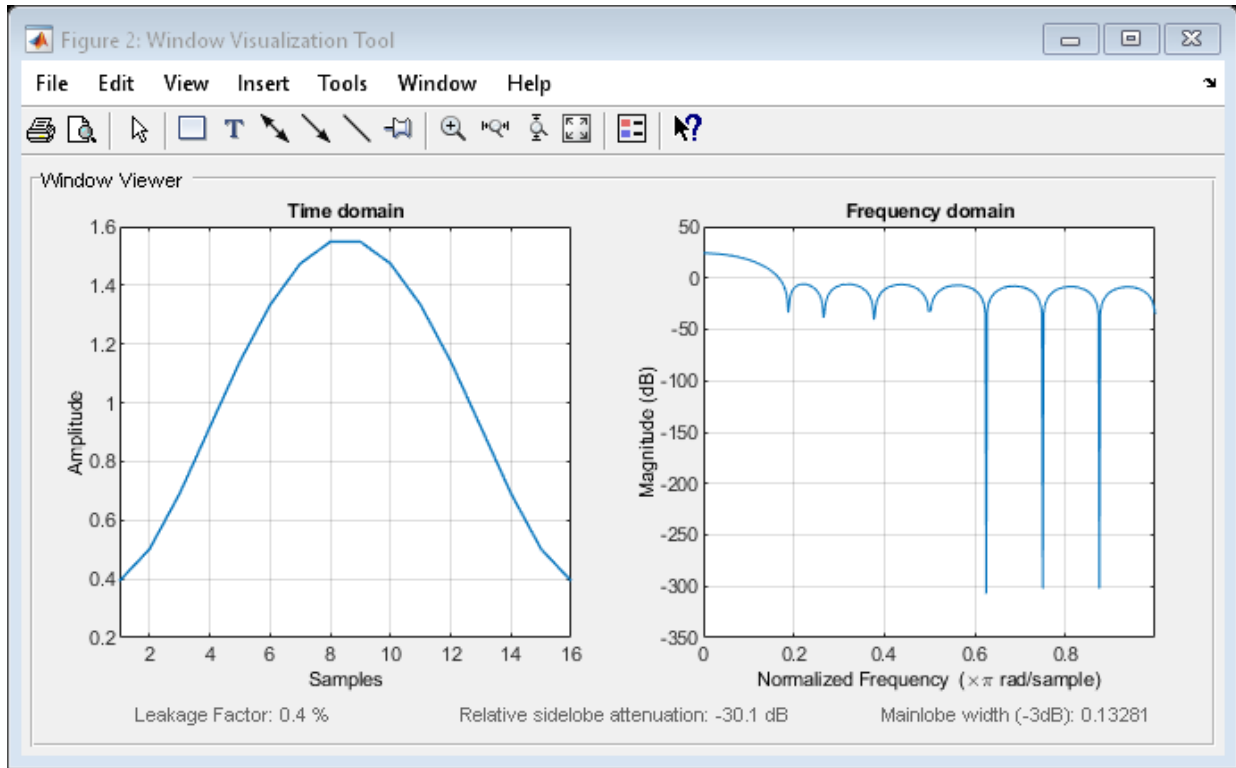 Figure 2: Window Visualization Tool
File Edit View Insert Tools Window Help
T
?
Window Viewer
Time domain
1.6
1.4
1.2
1
0.8
0.6
0.4
0.2
Amplitude
2 4 6 8 10 12 14 16
Samples
Frequency domain
50
0
-50
-100
-150
-200
-250
-300
-350
Magnitude (dB)
0 0.2 0.4 0.6 0.8
Normalized Frequency (×π rad/sample)
Leakage Factor: 0.4 %
Relative sidelobe attenuation: -30.1 dB
Mainlobe width (-3dB): 0.13281